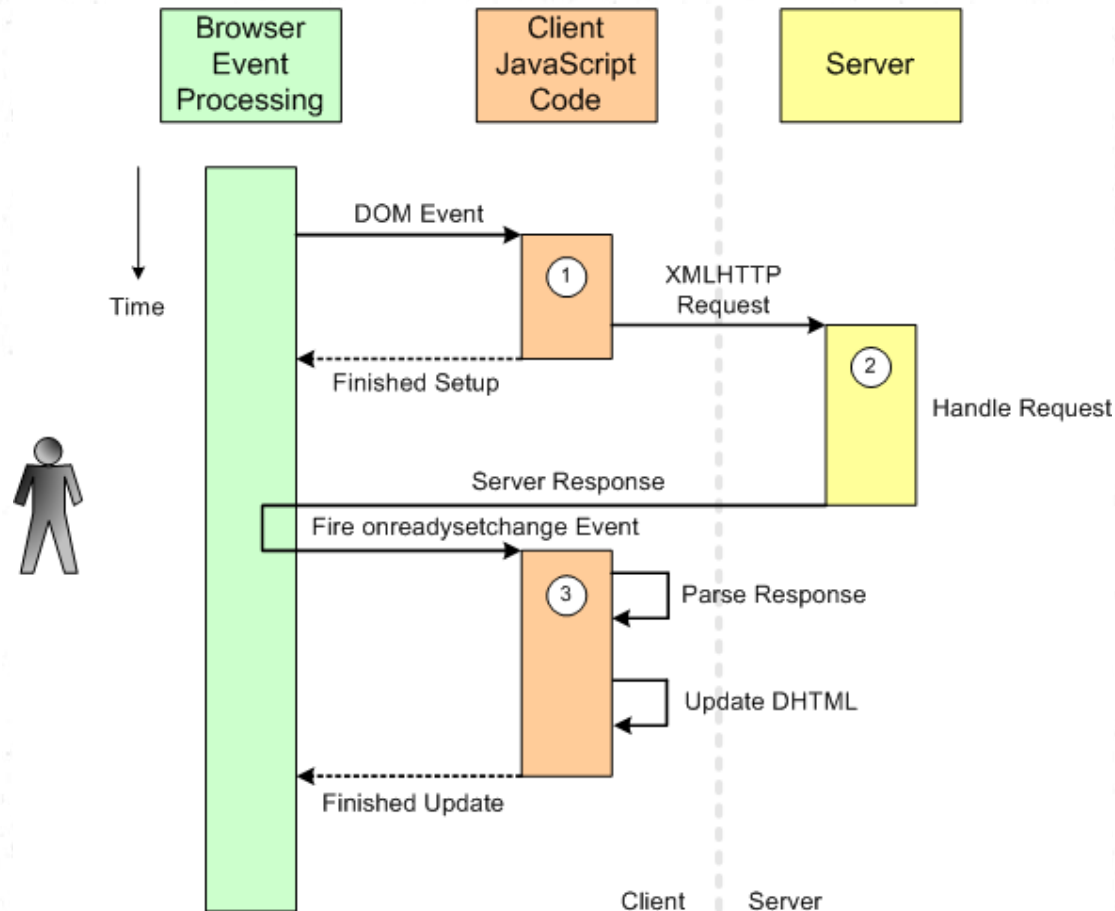 Browser
Event
Processing
Client
JavaScript
Code
Server
DOM Event
Time
1
XMLHTTP
Request
Finished Setup
2
Handle Request
Server Response
Fire onreadysetchange Event
3
Parse Response
Update DHTML
Finished Update
Client
Server